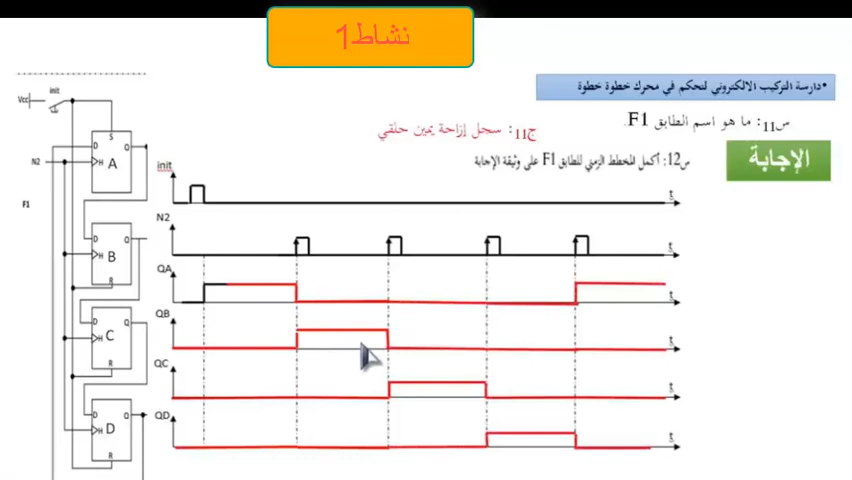 نشاط1
•دارسة التركيب الالكتروني لتحكم في محرك خطوة خطوة
س11: ما هو اسم الطابق F1.
ج11: سجل إزاحة يمين حلقي
الإجابة
س12: أكمل المخطط الزمني للطابق F1 على وثيقة الإجابة
init
Vcc
S
D Q
A
N2
H
F1
D Q
B
H
R
D Q
C
H
R
D Q
D
H
R
init
t
N2
t
QA
t
QB
t
QC
t
QD
t